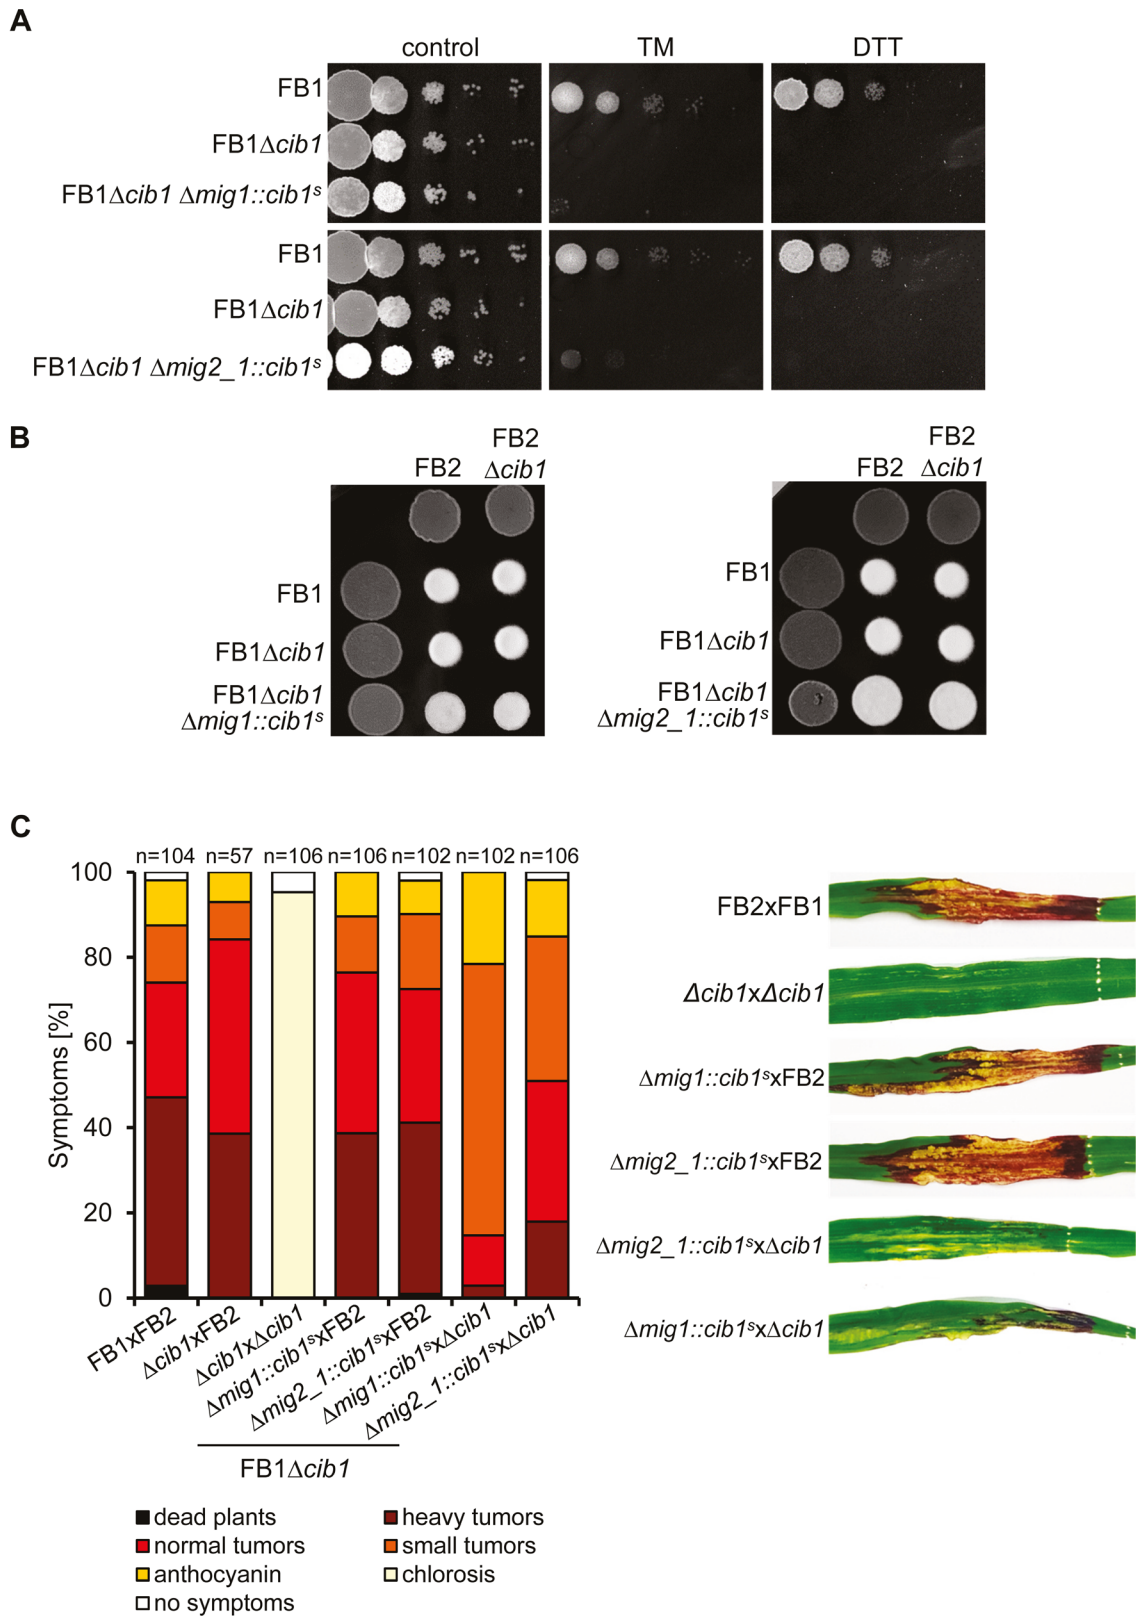 A
control TM DTT
FB1
FB1Δcib1
FB1Δcib1 Δmig1::cib1ˢ
FB1
FB1Δcib1
FB1Δcib1 Δmig2_1::cib1ˢ
B
FB2 FB2
Δcib1
FB1
FB1Δcib1
FB1Δcib1
Δmig1::cib1ˢ
FB2 FB2
Δcib1
FB1
FB1Δcib1
FB1Δcib1
Δmig2_1::cib1ˢ
C
n=104 n=57 n=106 n=106 n=102 n=102 n=106
100
80
60
40
20
0
Symptoms [%]
FB1xFB2
Δcib1xFB2
Δcib1xΔcib1
Δmig1::cib1ˢxFB2
Δmig2_1::cib1ˢxFB2
Δmig1::cib1ˢxΔcib1
Δmig2_1::cib1ˢxΔcib1
FB1Δcib1
dead plants heavy tumors
normal tumors small tumors
anthocyanin chlorosis
no symptoms
FB2xFB1
Δcib1xΔcib1
Δmig1::cib1ˢxFB2
Δmig2_1::cib1ˢxFB2
Δmig2_1::cib1ˢxΔcib1
Δmig1::cib1ˢxΔcib1